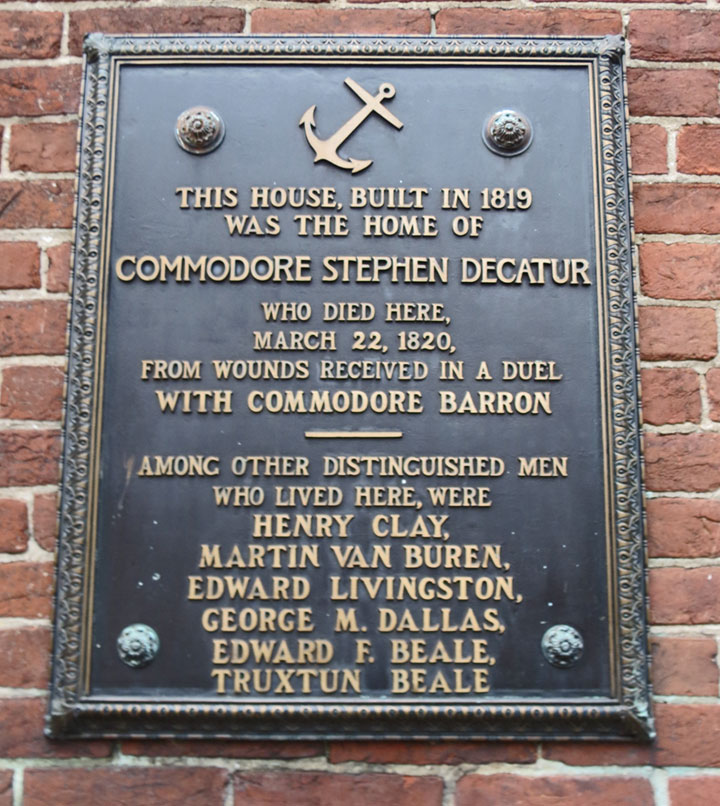 THIS HOUSE, BUILT IN 1819
WAS THE HOME OF
COMMODORE STEPHEN DECATUR
WHO DIED HERE,
MARCH 22, 1820,
FROM WOUNDS RECEIVED IN A DUEL
WITH COMMODORE BARRON
AMONG OTHER DISTINGUISHED MEN
WHO LIVED HERE, WERE
HENRY CLAY,
MARTIN VAN BUREN,
EDWARD LIVINGSTON,
GEORGE M. DALLAS,
EDWARD F. BEALE,
TRUXTUN BEALE